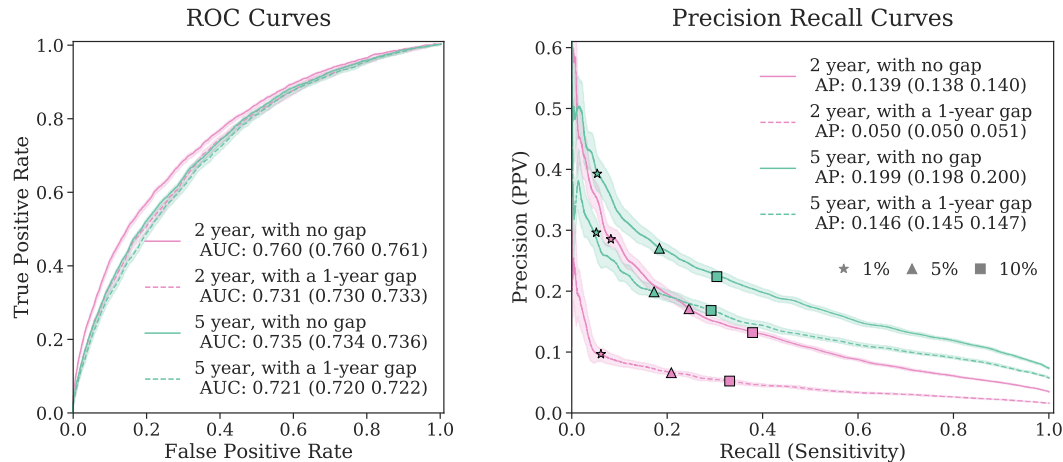 ROC Curves
True Positive Rate
1.0
0.8
0.6
0.4
0.2
0.0
2 year, with no gap
AUC: 0.760 (0.760 0.761)
2 year, with a 1-year gap
AUC: 0.731 (0.730 0.733)
5 year, with no gap
AUC: 0.735 (0.734 0.736)
5 year, with a 1-year gap
AUC: 0.721 (0.720 0.722)
0.0 0.2 0.4 0.6 0.8 1.0
False Positive Rate
Precision Recall Curves
Precision (PPV)
0.6
0.5
0.4
0.3
0.2
0.1
0.0
2 year, with no gap
AP: 0.139 (0.138 0.140)
2 year, with a 1-year gap
AP: 0.050 (0.050 0.051)
5 year, with no gap
AP: 0.199 (0.198 0.200)
5 year, with a 1-year gap
AP: 0.146 (0.145 0.147)
1% 5% 10%
0.0 0.2 0.4 0.6 0.8 1.0
Recall (Sensitivity)